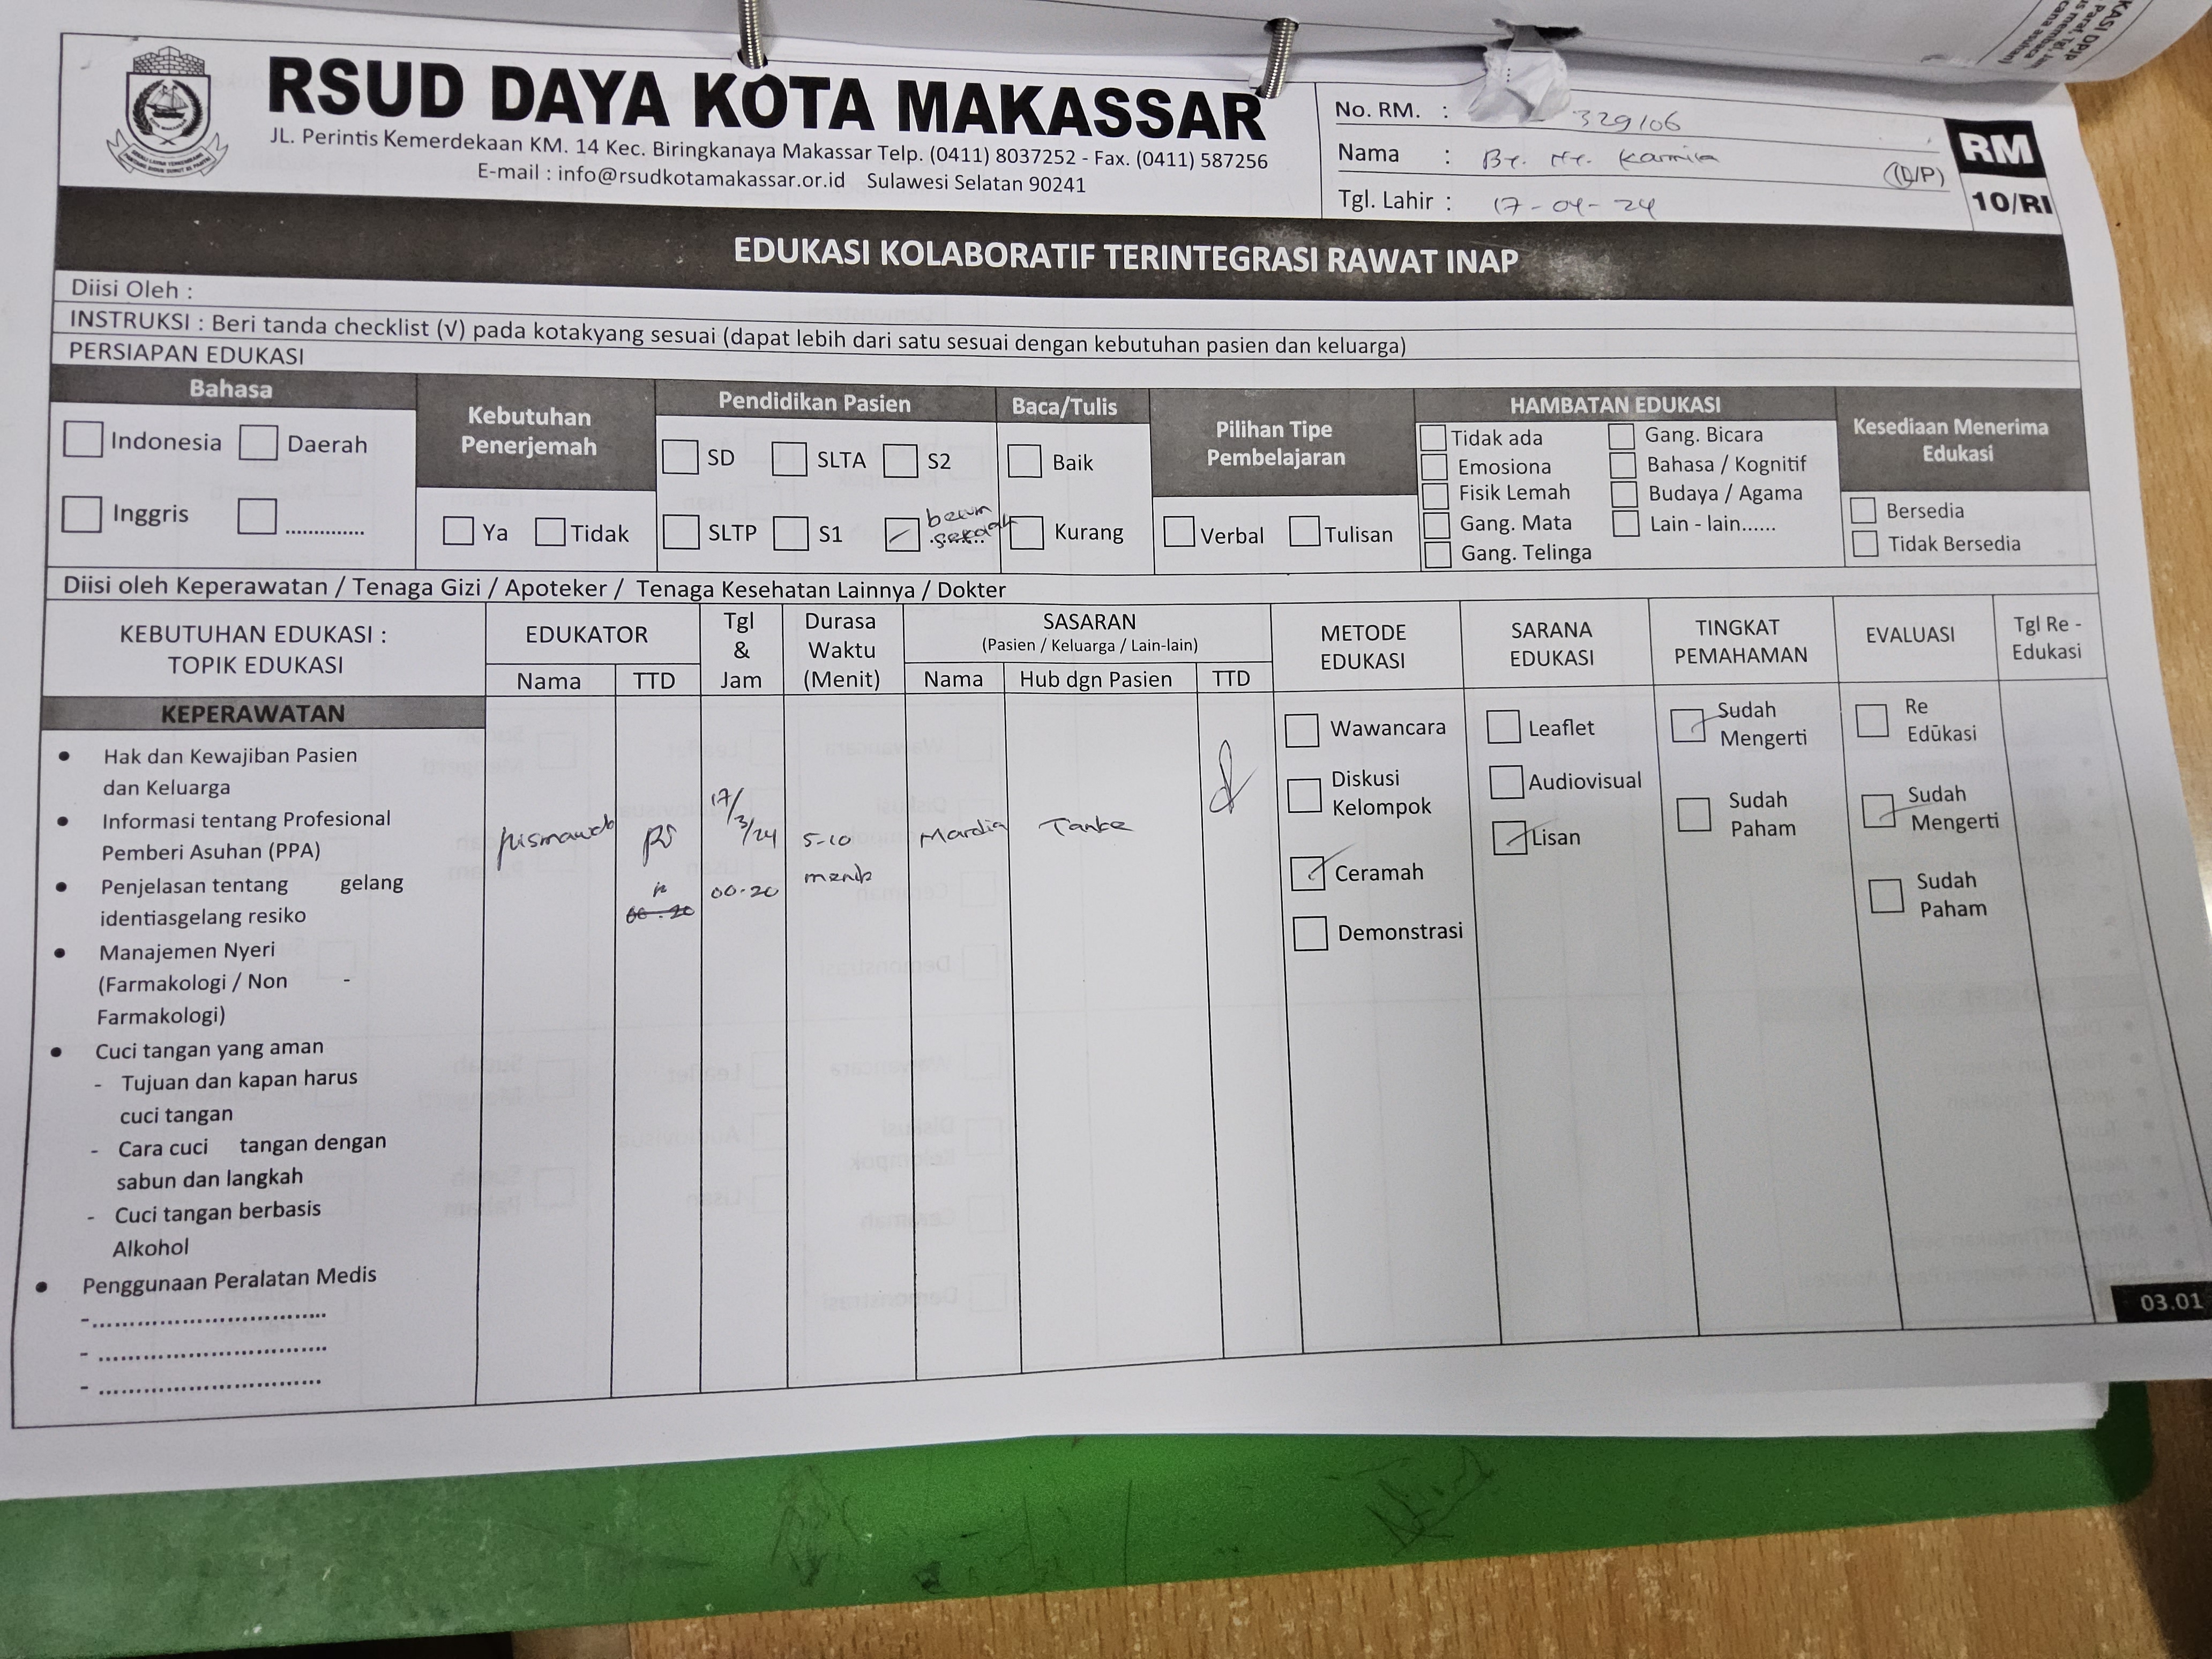 RSUD DAYA KOTA MAKASSAR
JL. Perintis Kemerdekaan KM. 14 Kec. Biringkanaya Makassar Telp. (0411) 8037252 - Fax. (0411) 587256
E-mail : info@rsudkotamakassar.or.id Sulawesi Selatan 90241
No. RM. : 329106
Nama : By. Ny. Karmila (L/P)
Tgl. Lahir : 17-04-24
RM
10/RI
EDUKASI KOLABORATIF TERINTEGRASI RAWAT INAP
Diisi Oleh :
INSTRUKSI : Beri tanda checklist (√) pada kotakyang sesuai (dapat lebih dari satu sesuai dengan kebutuhan pasien dan keluarga)
PERSIAPAN EDUKASI
Bahasa
Indonesia Daerah
Inggris ..............
Kebutuhan
Penerjemah
Ya Tidak
Pendidikan Pasien
SD SLTA S2
SLTP S1 belum
sekolah
Baca/Tulis
Baik
Kurang
Pilihan Tipe
Pembelajaran
Verbal Tulisan
HAMBATAN EDUKASI
Tidak ada Gang. Bicara
Emosiona Bahasa / Kognitif
Fisik Lemah Budaya / Agama
Gang. Mata Lain - lain......
Gang. Telinga
Kesediaan Menerima
Edukasi
Bersedia
Tidak Bersedia
Diisi oleh Keperawatan / Tenaga Gizi / Apoteker / Tenaga Kesehatan Lainnya / Dokter
KEBUTUHAN EDUKASI :
TOPIK EDUKASI
EDUKATOR
Nama TTD
Tgl
&
Jam
Durasa
Waktu
(Menit)
SASARAN
(Pasien / Keluarga / Lain-lain)
Nama Hub dgn Pasien TTD
METODE
EDUKASI
SARANA
EDUKASI
TINGKAT
PEMAHAMAN
EVALUASI
Tgl Re -
Edukasi
KEPERAWATAN
• Hak dan Kewajiban Pasien
dan Keluarga
• Informasi tentang Profesional
Pemberi Asuhan (PPA)
• Penjelasan tentang gelang
identiasgelang resiko
• Manajemen Nyeri
(Farmakologi / Non -
Farmakologi)
• Cuci tangan yang aman
- Tujuan dan kapan harus
cuci tangan
- Cara cuci tangan dengan
sabun dan langkah
- Cuci tangan berbasis
Alkohol
• Penggunaan Peralatan Medis
- ..................................
- ..................................
- ..................................
00.20
17/3/24
00.20
5-10
menit
Mardia
Tante
Wawancara
Diskusi
Kelompok
Ceramah
Demonstrasi
Leaflet
Audiovisual
Lisan
Sudah
Mengerti
Sudah
Paham
Re
Edukasi
Sudah
Mengerti
Sudah
Paham
03.01